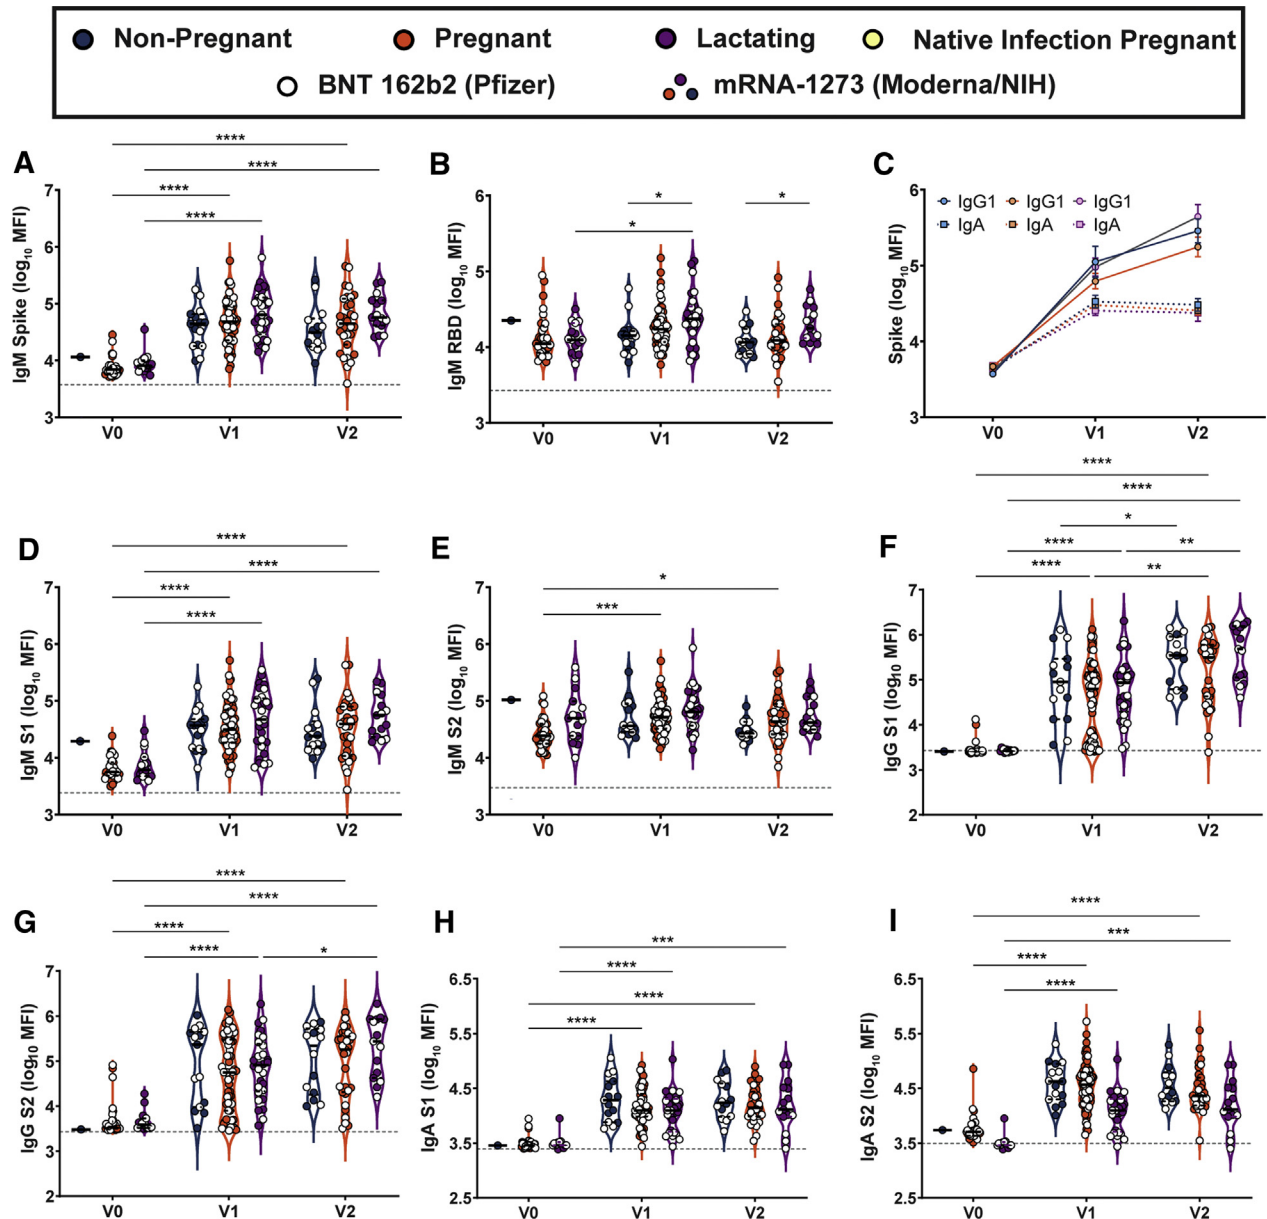 Non-Pregnant Pregnant Lactating Native Infection Pregnant
BNT 162b2 (Pfizer) mRNA-1273 (Moderna/NIH)
A
****
****
****
****
IgM Spike (log10 MFI)
7
6
5
4
3
V0 V1 V2
B
* *
*
IgM RBD (log10 MFI)
6
5
4
3
V0 V1 V2
C
IgG1 IgG1 IgG1
IgA IgA IgA
Spike (log10 MFI)
6
5
4
3
V0 V1 V2
D
****
****
****
****
IgM S1 (log10 MFI)
7
6
5
4
3
V0 V1 V2
E
*
***
IgM S2 (log10 MFI)
7
6
5
4
3
V0 V1 V2
F
****
****
*
**** **
**** **
IgG S1 (log10 MFI)
7
6
5
4
3
2
V0 V1 V2
G
****
****
****
**** *
IgG S2 (log10 MFI)
7
6
5
4
3
2
V0 V1 V2
H
***
****
****
****
IgA S1 (log10 MFI)
6.5
5.5
4.5
3.5
2.5
V0 V1 V2
I
****
***
****
****
IgA S2 (log10 MFI)
6.5
5.5
4.5
3.5
2.5
V0 V1 V2